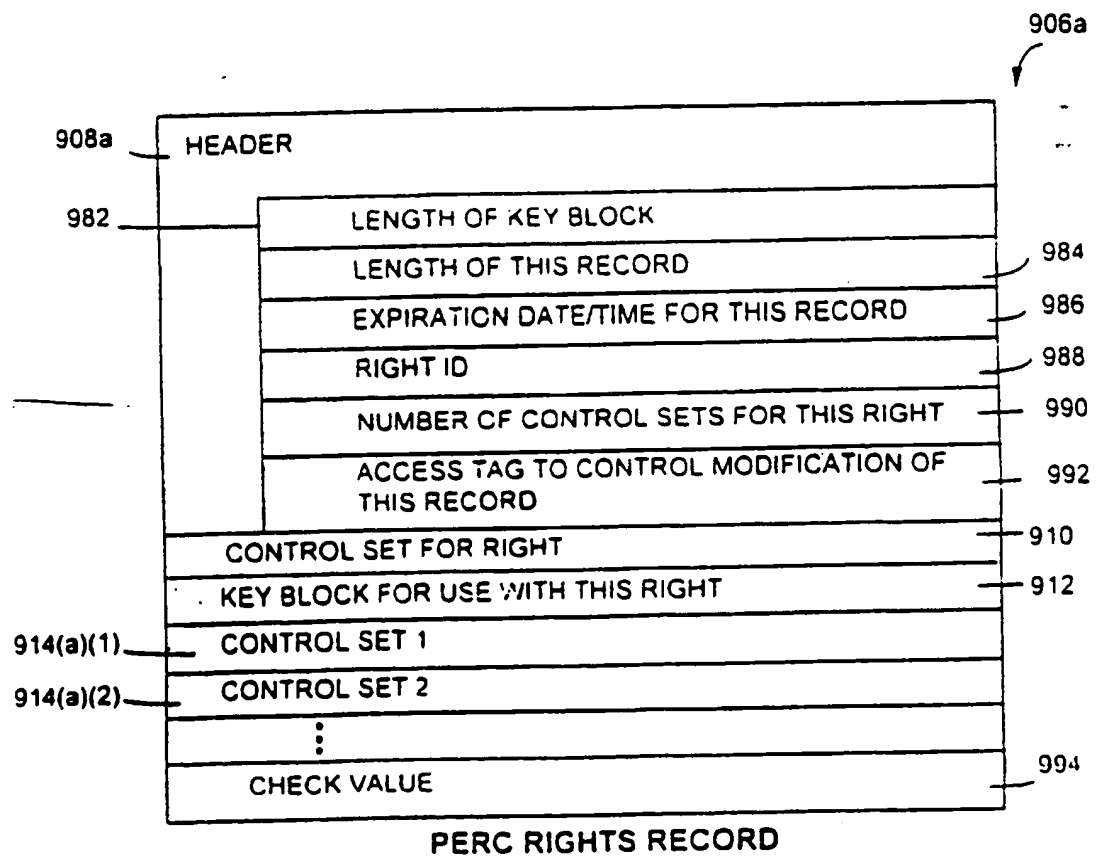 906a
908a HEADER
982 LENGTH OF KEY BLOCK
LENGTH OF THIS RECORD 984
EXPIRATION DATE/TIME FOR THIS RECORD 986
RIGHT ID 988
NUMBER CF CONTROL SETS FOR THIS RIGHT 990
ACCESS TAG TO CONTROL MODIFICATION OF 992
THIS RECORD
CONTROL SET FOR RIGHT 910
KEY BLOCK FOR USE WITH THIS RIGHT 912
914(a)(1) CONTROL SET 1
914(a)(2) CONTROL SET 2
CHECK VALUE 994
PERC RIGHTS RECORD